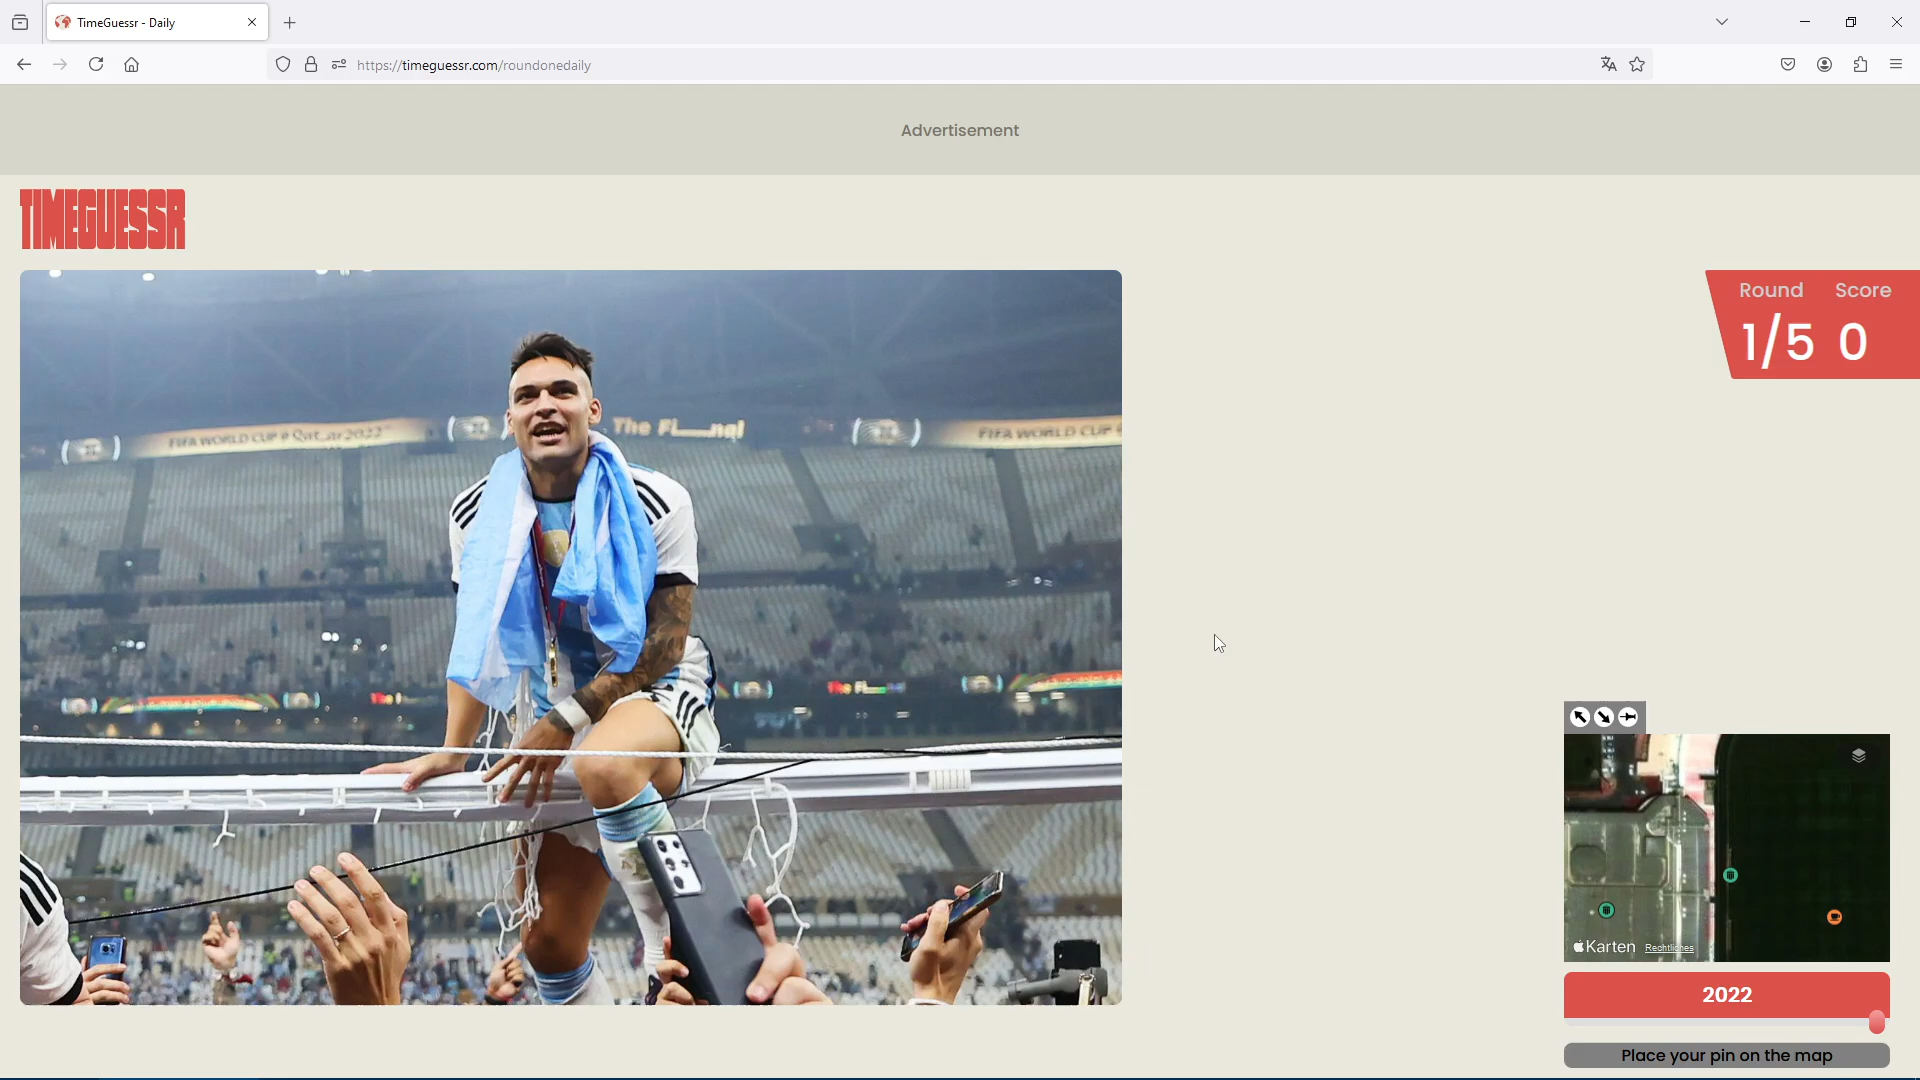 TimeGuessr - Daily
https://timeguessr.com/roundonedaily
Advertisement
TIMEGUESSR
Round Score
1/5 0
FIFA WORLD CUP Qatar2022
The Fi nal
FIFA WORLD CUP
Karten Rechtliches
2022
Place your pin on the map